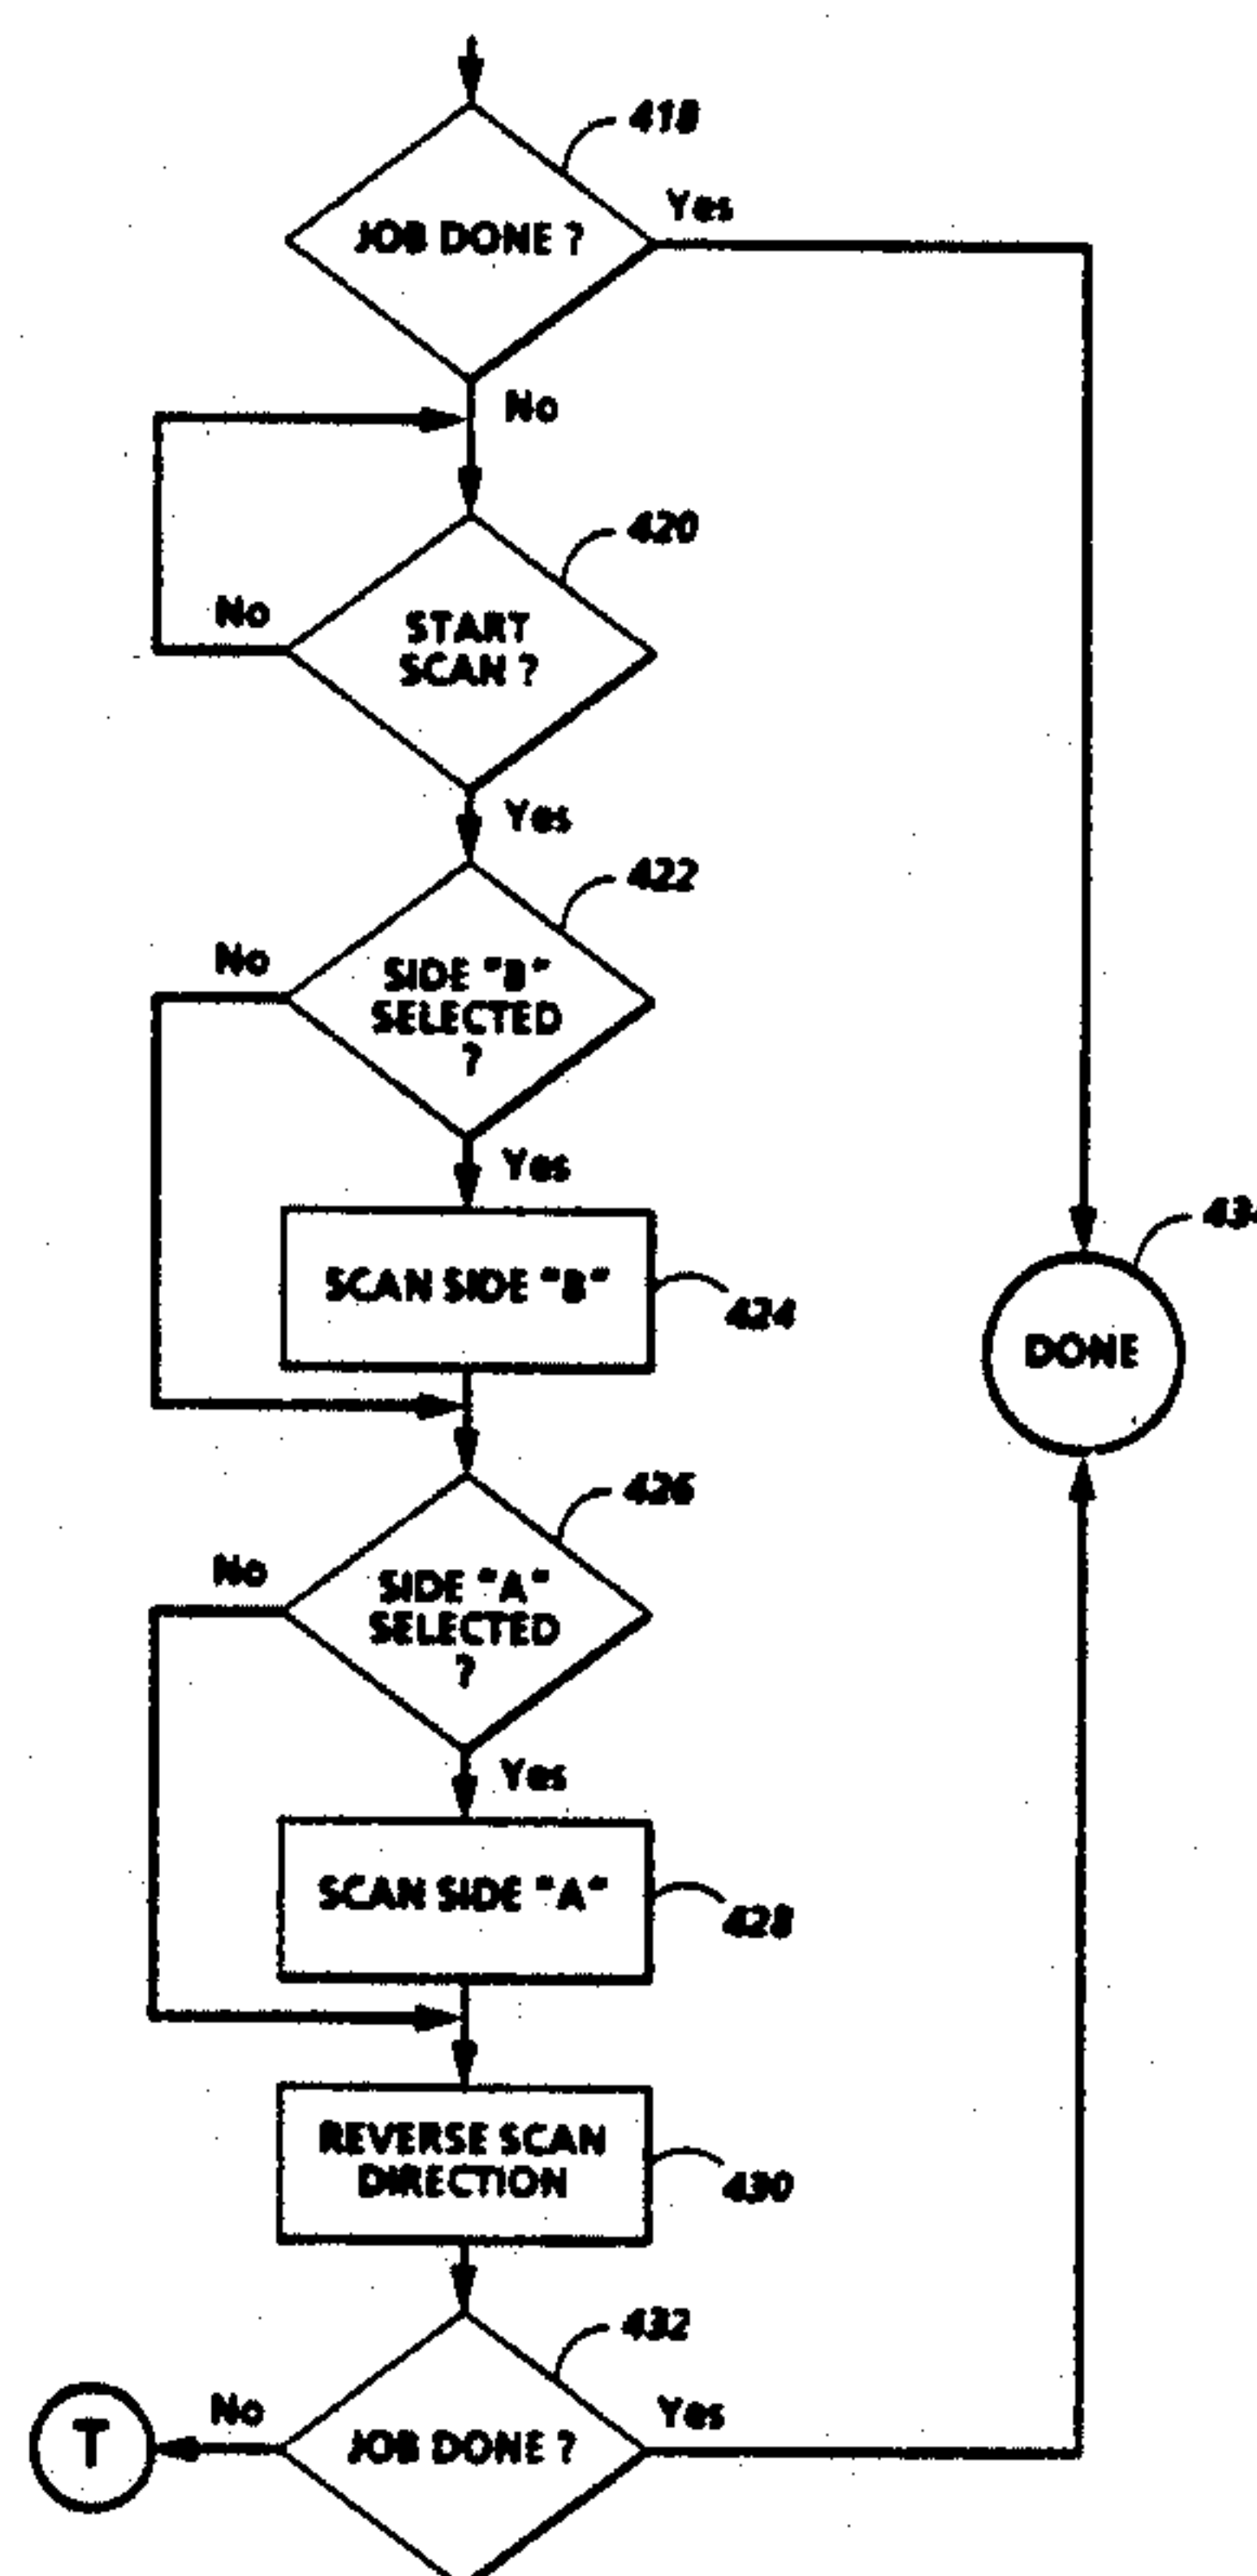 418
JOB DONE ?
Yes
No
420
No
START
SCAN ?
Yes
422
No
SIDE "B"
SELECTED
?
Yes
SCAN SIDE "B"
424
DONE
426
No
SIDE "A"
SELECTED
?
Yes
SCAN SIDE "A"
428
REVERSE SCAN
DIRECTION
430
432
T
No
JOB DONE ?
Yes